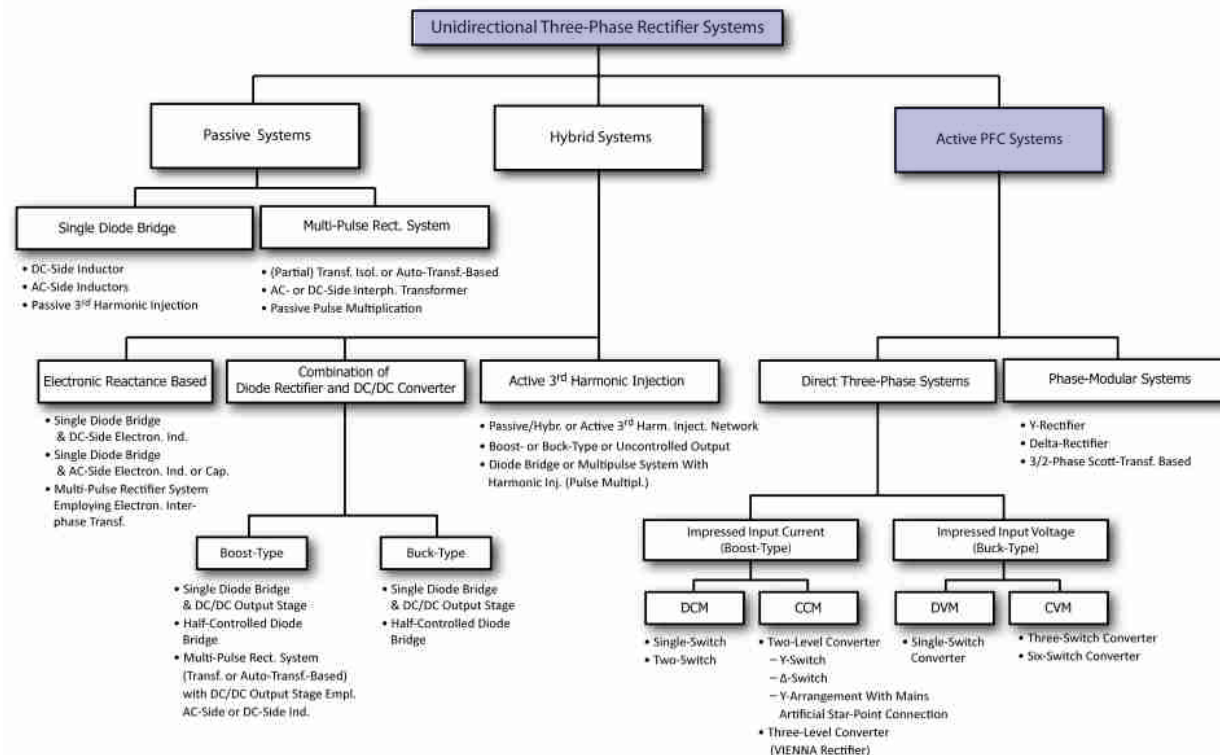 Unidirectional Three-Phase Rectifier Systems
Passive Systems
Hybrid Systems
Active PFC Systems
Single Diode Bridge
Multi-Pulse Rect. System
• DC-Side Inductor
• AC-Side Inductors
• Passive 3rd Harmonic Injection
• (Partial) Transf. Isol. or Auto-Transf.-Based
• AC- or DC-Side Interph. Transformer
• Passive Pulse Multiplication
Electronic Reactance Based
Combination of
Diode Rectifier and DC/DC Converter
Active 3rd Harmonic Injection
Direct Three-Phase Systems
Phase-Modular Systems
• Single Diode Bridge
& DC-Side Electron. Ind.
• Single Diode Bridge
& AC-Side Electron. Ind. or Cap.
• Multi-Pulse Rectifier System
Employing Electron. Inter-
phase Transf.
• Passive/Hybr. or Active 3rd Harm. Inject. Network
• Boost- or Buck-Type or Uncontrolled Output
• Diode Bridge or Multipulse System With
Harmonic Inj. (Pulse Multipl.)
• Y-Rectifier
• Delta-Rectifier
• 3/2-Phase Scott-Transf. Based
Boost-Type
Buck-Type
• Single Diode Bridge
& DC/DC Output Stage
• Half-Controlled Diode
Bridge
• Multi-Pulse Rect. System
(Transf. or Auto-Transf.-Based)
with DC/DC Output Stage Empl.
AC-Side or DC-Side Ind.
• Single Diode Bridge
& DC/DC Output Stage
• Half-Controlled Diode
Bridge
Impressed Input Current
(Boost-Type)
Impressed Input Voltage
(Buck-Type)
DCM
CCM
DVM
CVM
• Single-Switch
• Two-Switch
• Two-Level Converter
– Y-Switch
– Δ-Switch
– Y-Arrangement With Mains
Artificial Star-Point Connection
• Three-Level Converter
(VIENNA Rectifier)
• Single-Switch
Converter
• Three-Switch Converter
• Six-Switch Converter